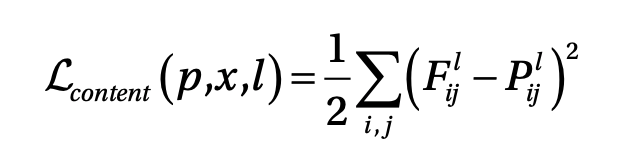 ℒ_content (p,x,l) = 1/2 ∑_{i,j} (F^l_{ij} − P^l_{ij})^2